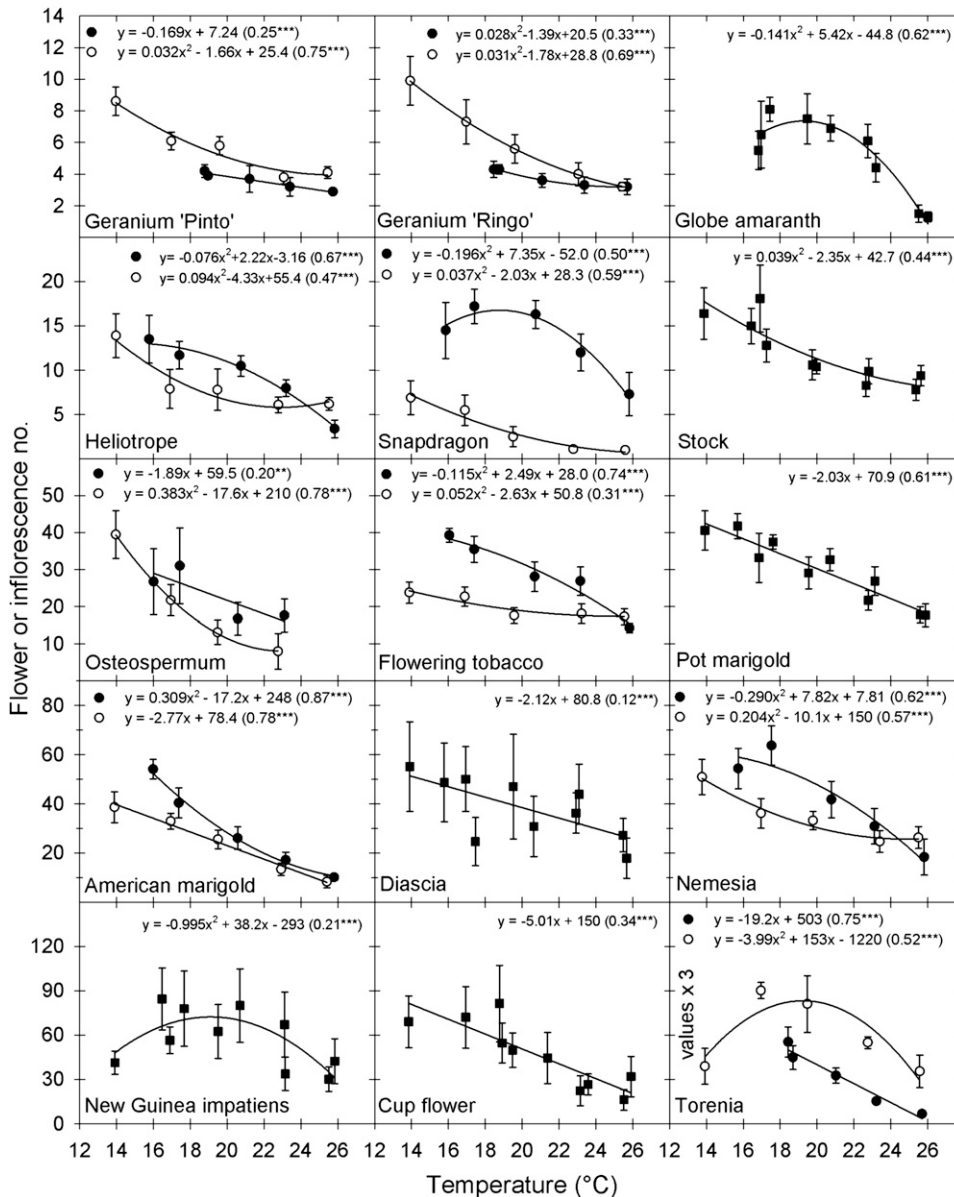 y = -0.169x + 7.24 (0.25***)
y = 0.032x² - 1.66x + 25.4 (0.75***)
Geranium 'Pinto'
y = 0.028x²-1.39x+20.5 (0.33***)
y= 0.031x²-1.78x+28.8 (0.69***)
Geranium 'Ringo'
y = -0.141x² + 5.42x - 44.8 (0.62***)
Globe amaranth
14
12
10
8
6
4
2
y= -0.076x²+2.22x-3.16 (0.67***)
y= 0.094x²-4.33x+55.4 (0.47***)
Heliotrope
y= -0.196x² + 7.35x - 52.0 (0.50***)
y = 0.037x² - 2.03x + 28.3 (0.59***)
Snapdragon
y = 0.039x² - 2.35x + 42.7 (0.44***)
Stock
20
15
10
5
y = -1.89x + 59.5 (0.20**)
y = 0.383x² - 17.6x + 210 (0.78***)
Osteospermum
y= -0.115x² + 2.49x + 28.0 (0.74***)
y = 0.052x² - 2.63x + 50.8 (0.31***)
Flowering tobacco
y = -2.03x + 70.9 (0.61***)
Pot marigold
50
40
30
20
10
y = 0.309x² - 17.2x + 248 (0.87***)
y = -2.77x + 78.4 (0.78***)
American marigold
y = -2.12x + 80.8 (0.12***)
Diascia
y = -0.290x² + 7.82x + 7.81 (0.62***)
y = 0.204x² - 10.1x + 150 (0.57***)
Nemesia
80
60
40
20
y = -0.995x² + 38.2x - 293 (0.21***)
New Guinea impatiens
y = -5.01x + 150 (0.34***)
Cup flower
y = -19.2x + 503 (0.75***)
y = -3.99x² + 153x - 1220 (0.52***)
values x 3
Torenia
120
90
60
30
0
12 14 16 18 20 22 24 26 12 14 16 18 20 22 24 26 12 14 16 18 20 22 24 26 28
Temperature (°C)
Flower or inflorescence no.